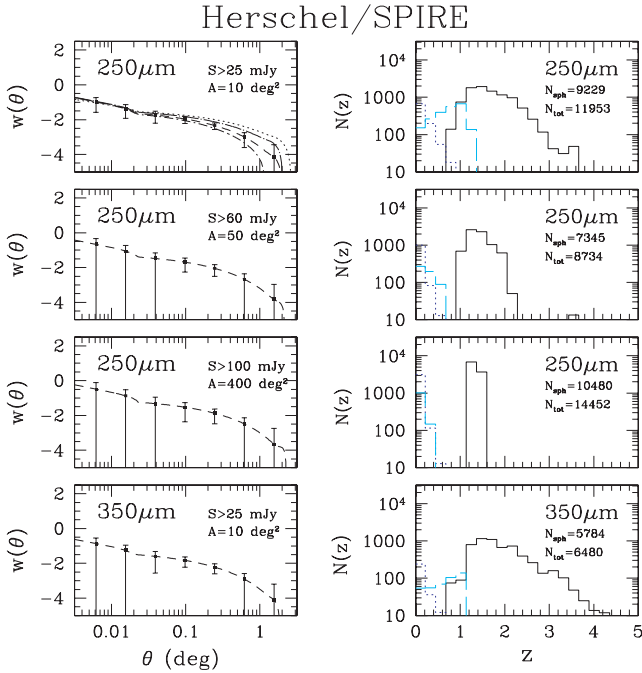 Herschel/SPIRE
250μm
S>25 mJy
A=10 deg²
w(θ)
2
0
−2
−4
250μm
N_sph=9229
N_tot=11953
N(z)
10⁴
1000
100
10
250μm
S>60 mJy
A=50 deg²
w(θ)
2
0
−2
−4
250μm
N_sph=7345
N_tot=8734
N(z)
10⁴
1000
100
10
250μm
S>100 mJy
A=400 deg²
w(θ)
2
0
−2
−4
250μm
N_sph=10480
N_tot=14452
N(z)
10⁴
1000
100
10
350μm
S>25 mJy
A=10 deg²
w(θ)
2
0
−2
−4
0.01 0.1 1
θ (deg)
350μm
N_sph=5784
N_tot=6480
N(z)
10⁴
1000
100
10
0 1 2 3 4 5
z